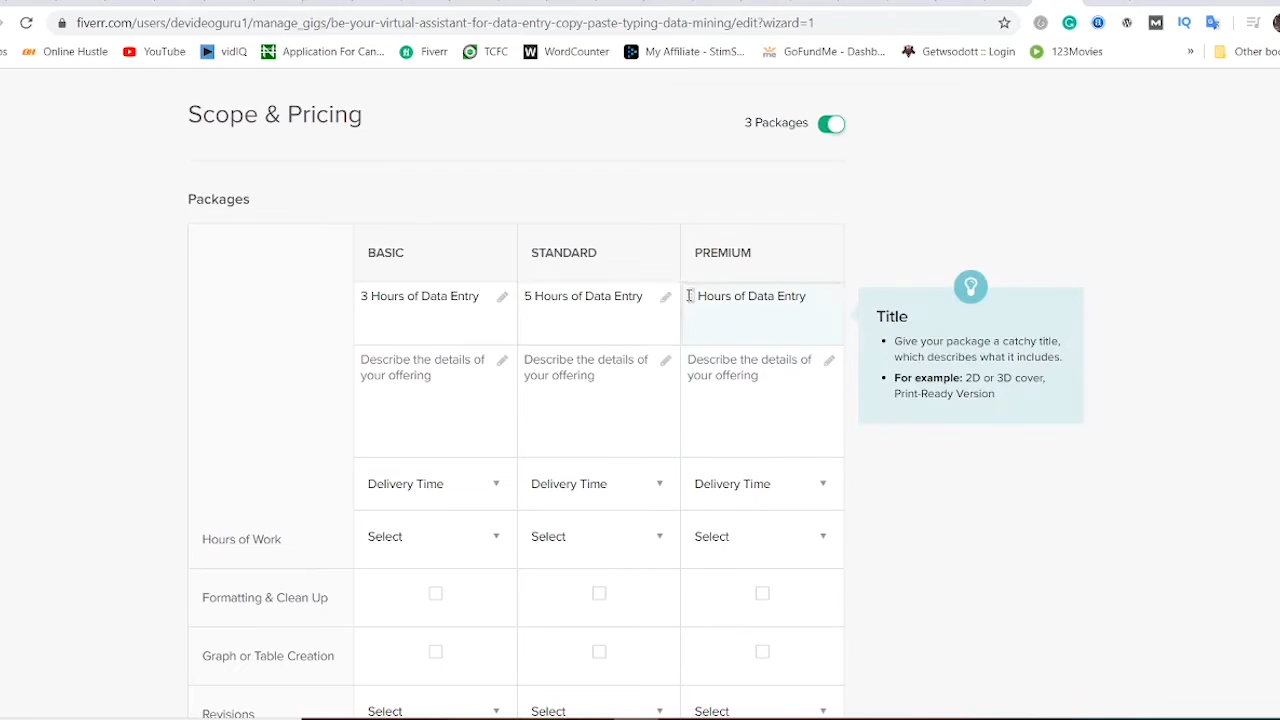 fiverr.com/users/devideoguru1/manage_gigs/be-your-virtual-assistant-for-data-entry-copy-paste-typing-data-mining/edit?wizard=1
Online Hustle YouTube vidIQ Application For Can... Fiverr TCFC WordCounter My Affiliate - StimS... GoFundMe - Dashb... Getwsodott :: Login 123Movies » Other boo
Scope & Pricing
3 Packages
Packages
BASIC STANDARD PREMIUM
3 Hours of Data Entry 5 Hours of Data Entry Hours of Data Entry
Describe the details of your offering
Describe the details of your offering
Describe the details of your offering
Title
Give your package a catchy title,
which describes what it includes.
For example: 2D or 3D cover,
Print-Ready Version
Delivery Time Delivery Time Delivery Time
Hours of Work Select Select Select
Formatting & Clean Up
Graph or Table Creation
Revisions Select Select Select